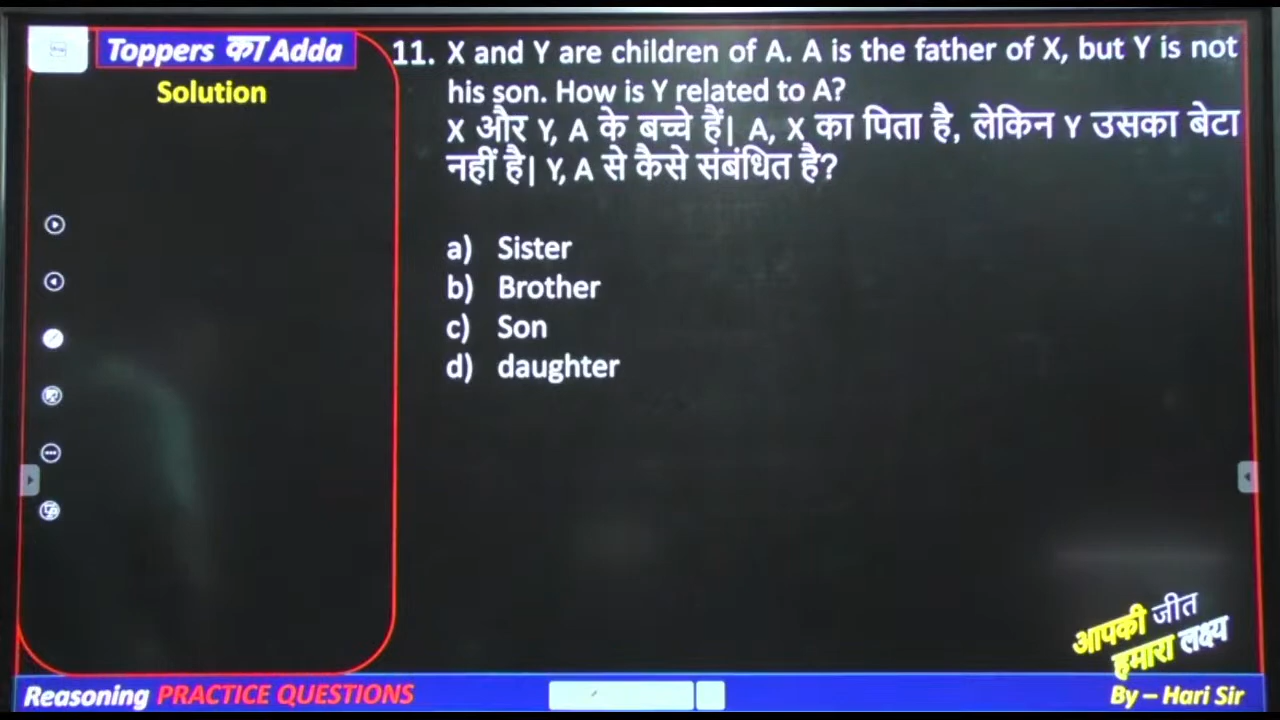 Toppers का Adda
Solution
11. X and Y are children of A. A is the father of X, but Y is not
his son. How is Y related to A?
X और Y, A के बच्चे हैं| A, X का पिता है, लेकिन Y उसका बेटा
नहीं है| Y, A से कैसे संबंधित है?
a) Sister
b) Brother
c) Son
d) daughter
आपकी जीत
हमारा लक्ष्य
Reasoning PRACTICE QUESTIONS
By – Hari Sir